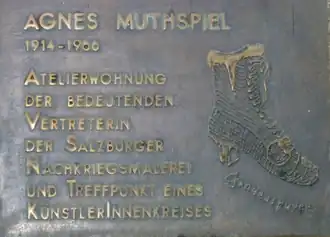 AGNES MUTHSPIEL
1914-1966
ATELIERWOHNUNG
DER BEDEUTENDEN
VERTRETERIN
DER SALZBURGER
NACHKRIEGSMALEREI
UND TREFFPUNKT EINES
KÜNSTLERINNENKREISES